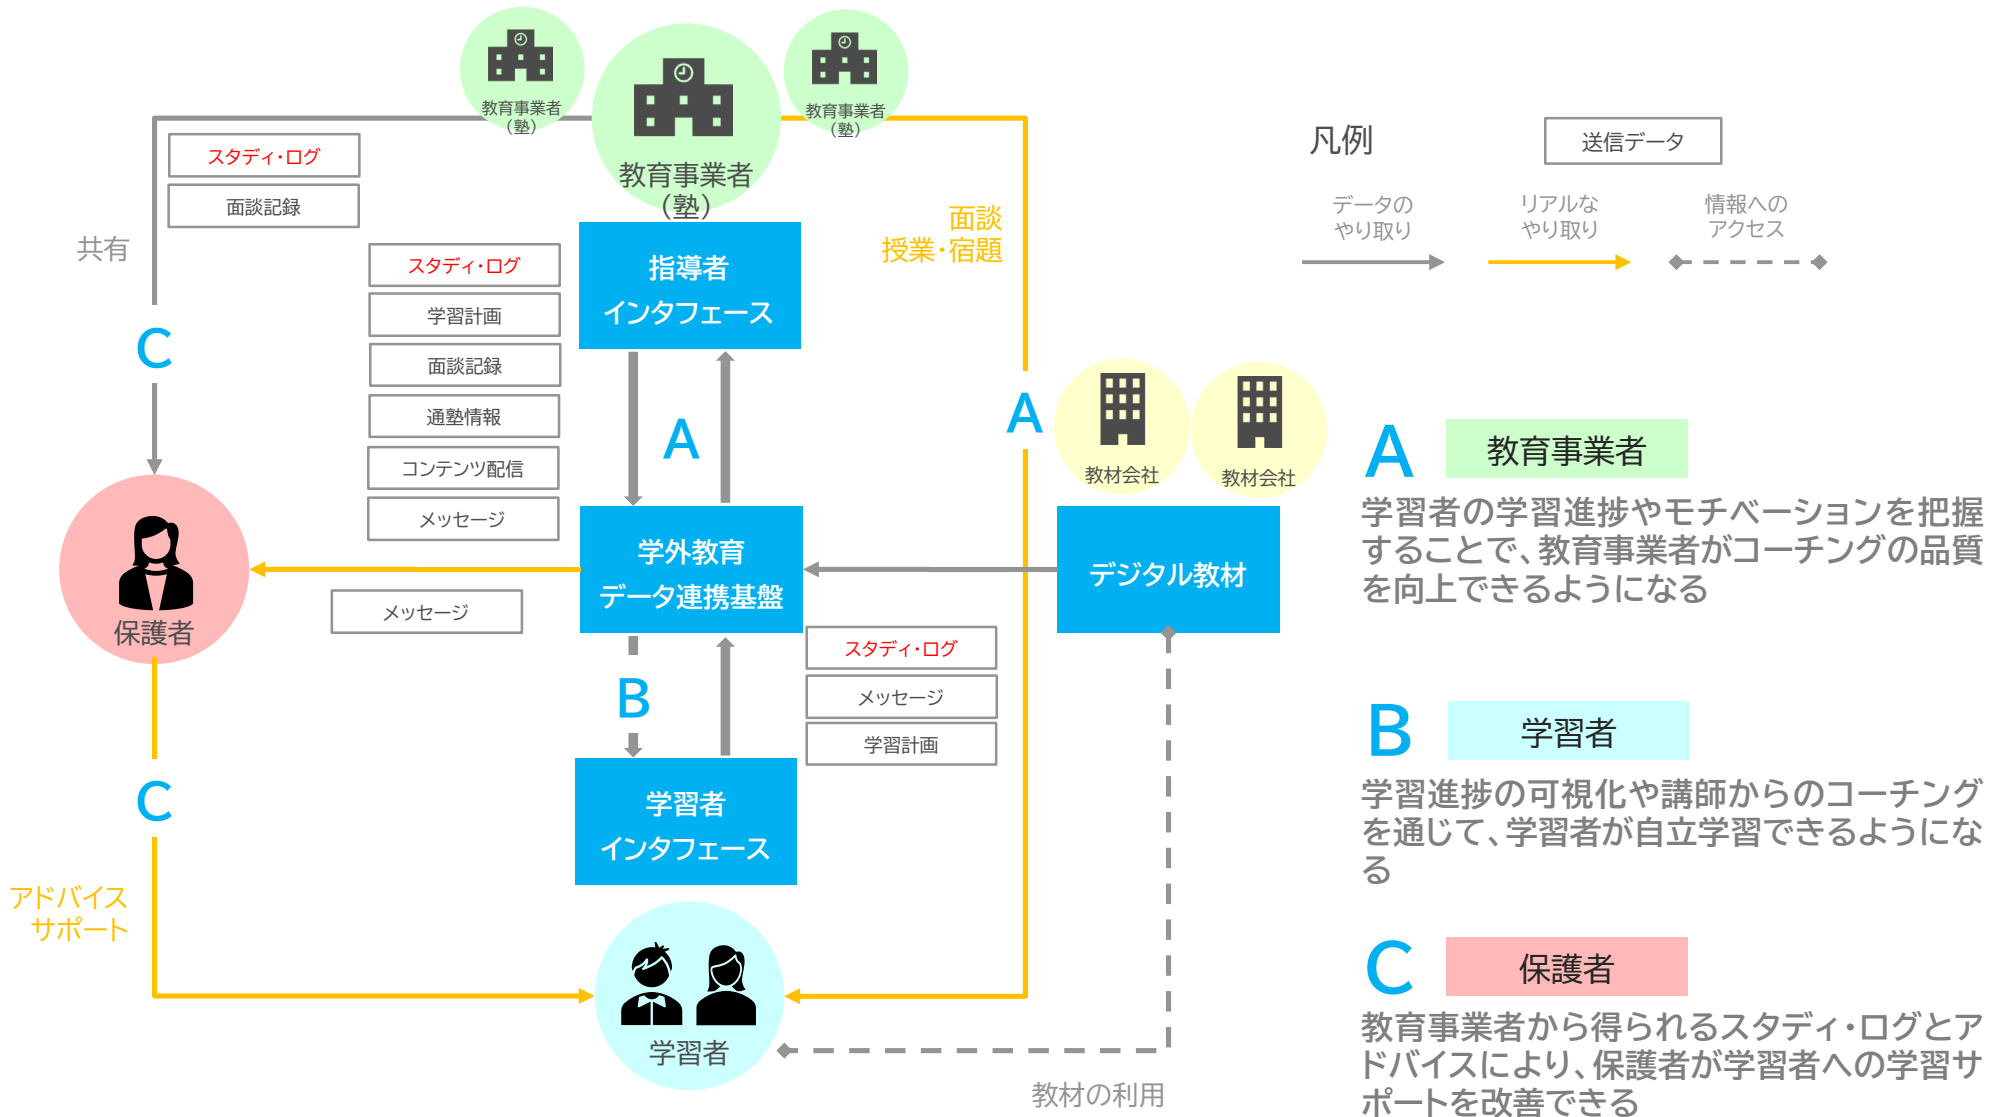 教育事業者
（塾）
教育事業者
（塾）
教育事業者
（塾）
スタディ・ログ
面談記録
共有
C
スタディ・ログ
学習計画
面談記録
通塾情報
コンテンツ配信
メッセージ
指導者
インタフェース
面談
授業・宿題
A
A
教材会社
教材会社
保護者
メッセージ
学外教育
データ連携基盤
デジタル教材
スタディ・ログ
メッセージ
学習計画
B
C
学習者
インタフェース
アドバイス
サポート
学習者
教材の利用
凡例
送信データ
データの
やり取り
リアルな
やり取り
情報への
アクセス
A
教育事業者
学習者の学習進捗やモチベーションを把握
することで、教育事業者がコーチングの品質
を向上できるようになる
B
学習者
学習進捗の可視化や講師からのコーチング
を通じて、学習者が自立学習できるようにな
る
C
保護者
教育事業者から得られるスタディ・ログとア
ドバイスにより、保護者が学習者への学習サ
ポートを改善できる